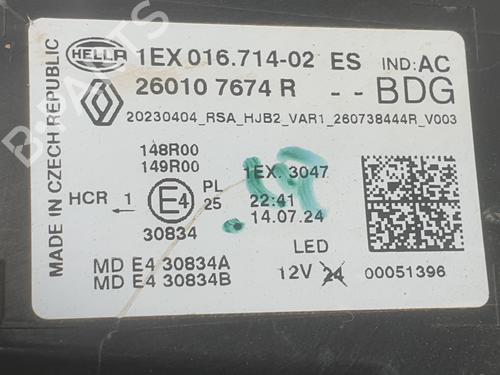 HELLA 1EX 016.714-02 ES IND: AC
26010 7674 R - - BDG
20230404_RSA_HJB2_VAR1_260738444R_V003
MADE IN CZECH REPUBLIC
148R00
149R00
1EX. 3047
HCR 1 E4 PL 25
22:41
14.07.24
30834
LED
MD E4 30834A
MD E4 30834B
12V 24 00051396